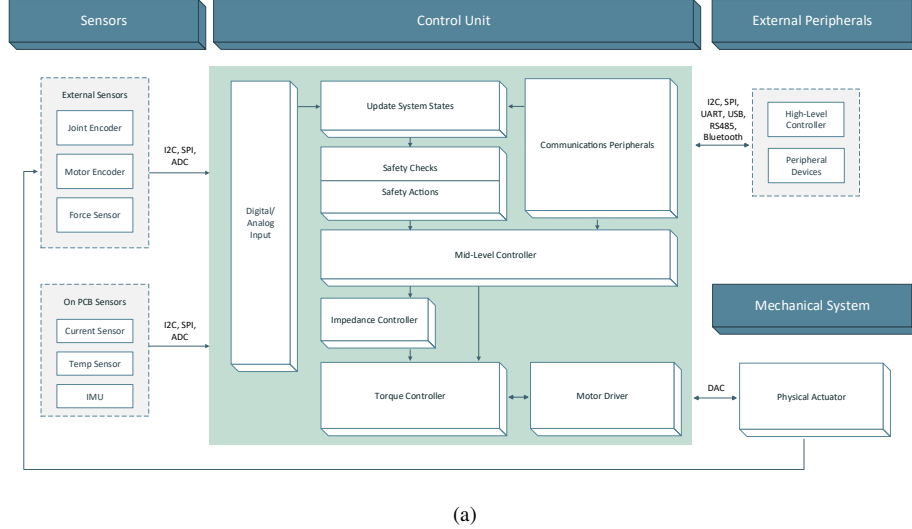 Sensors
Control Unit
External Peripherals
External Sensors
Joint Encoder
Motor Encoder
Force Sensor
I2C, SPI,
ADC
On PCB Sensors
Current Sensor
Temp Sensor
IMU
I2C, SPI,
ADC
Digital/
Analog
Input
Update System States
Safety Checks
Safety Actions
Communications Peripherals
Mid-Level Controller
Impedance Controller
Torque Controller
Motor Driver
I2C, SPI,
UART, USB,
RS485,
Bluetooth
High-Level
Controller
Peripheral
Devices
Mechanical System
DAC
Physical Actuator
(a)